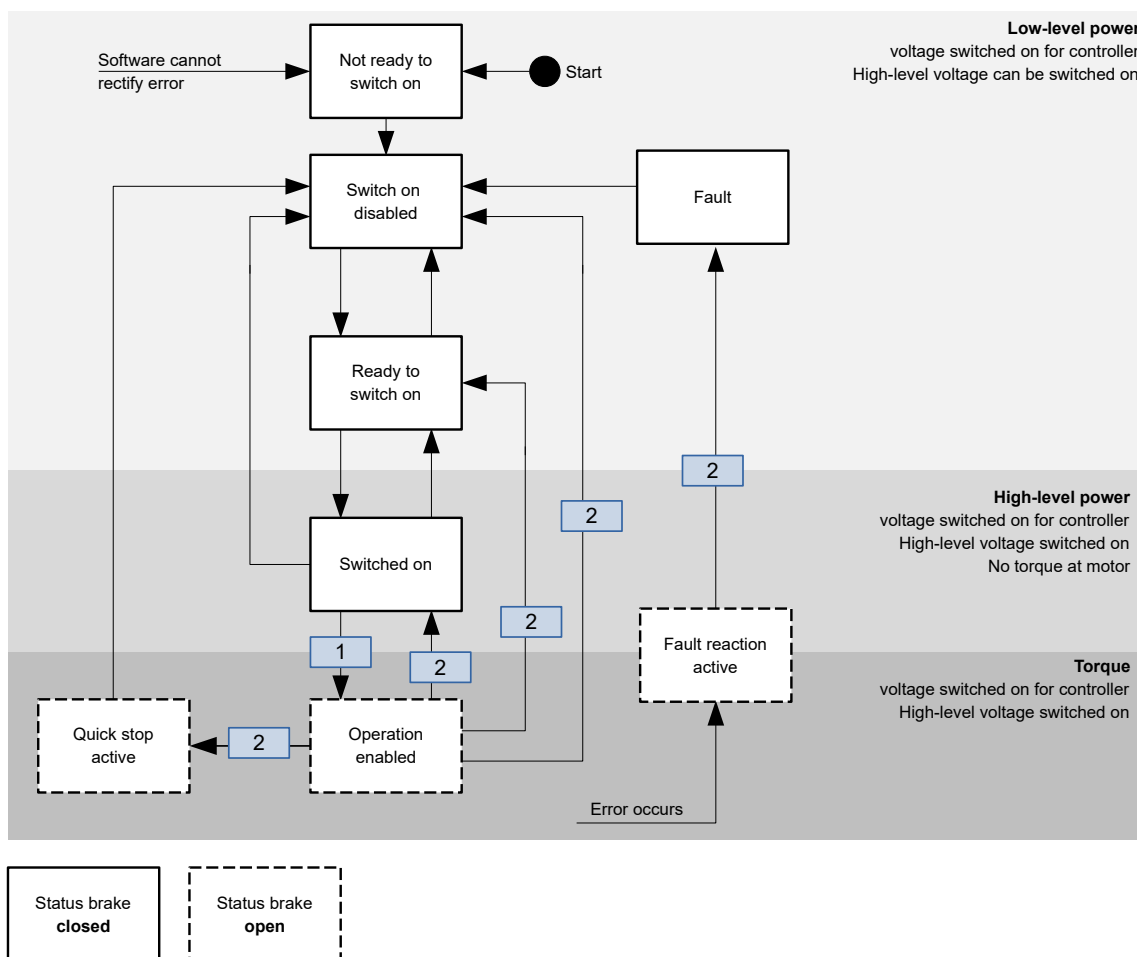 Low-level power
voltage switched on for controller
High-level voltage can be switched on
Software cannot
rectify error
Not ready to
switch on
Start
Switch on
disabled
Fault
Ready to
switch on
2
High-level power
voltage switched on for controller
High-level voltage switched on
No torque at motor
2
Switched on
2
1
2
Fault reaction
active
Torque
voltage switched on for controller
High-level voltage switched on
Quick stop
active
2
Operation
enabled
Error occurs
Status brake
closed
Status brake
open